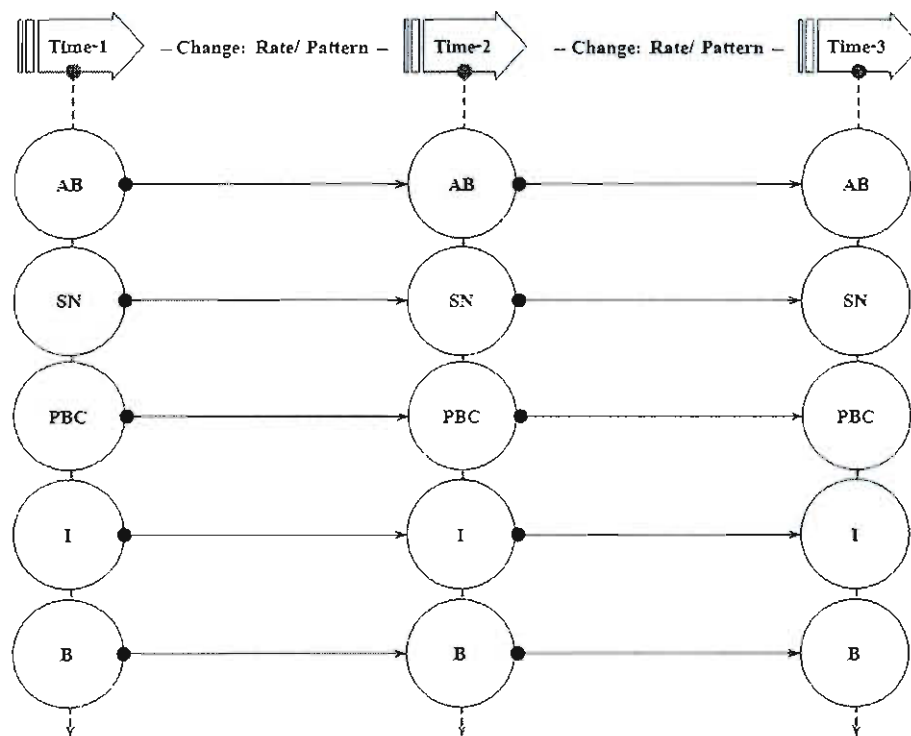 Time-1 – Change: Rate/ Pattern – Time-2 – Change: Rate/ Pattern – Time-3
AB AB AB
SN SN SN
PBC PBC PBC
I I I
B B B